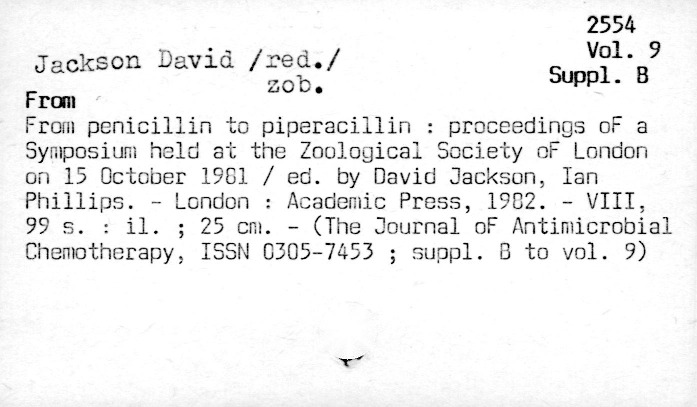 2554
Vol. 9
Suppl. B
Jackson David /red./
zob.
From
From penicillin to piperacillin : proceedings of a
Symposium held at the Zoological Society of London
on 15 October 1981 / ed. by David Jackson, Ian
Phillips. - London : Academic Press, 1982. - VIII,
99 s. : il. ; 25 cm. - (The Journal of Antimicrobial
Chemotherapy, ISSN 0305-7453 ; suppl. B to vol. 9)